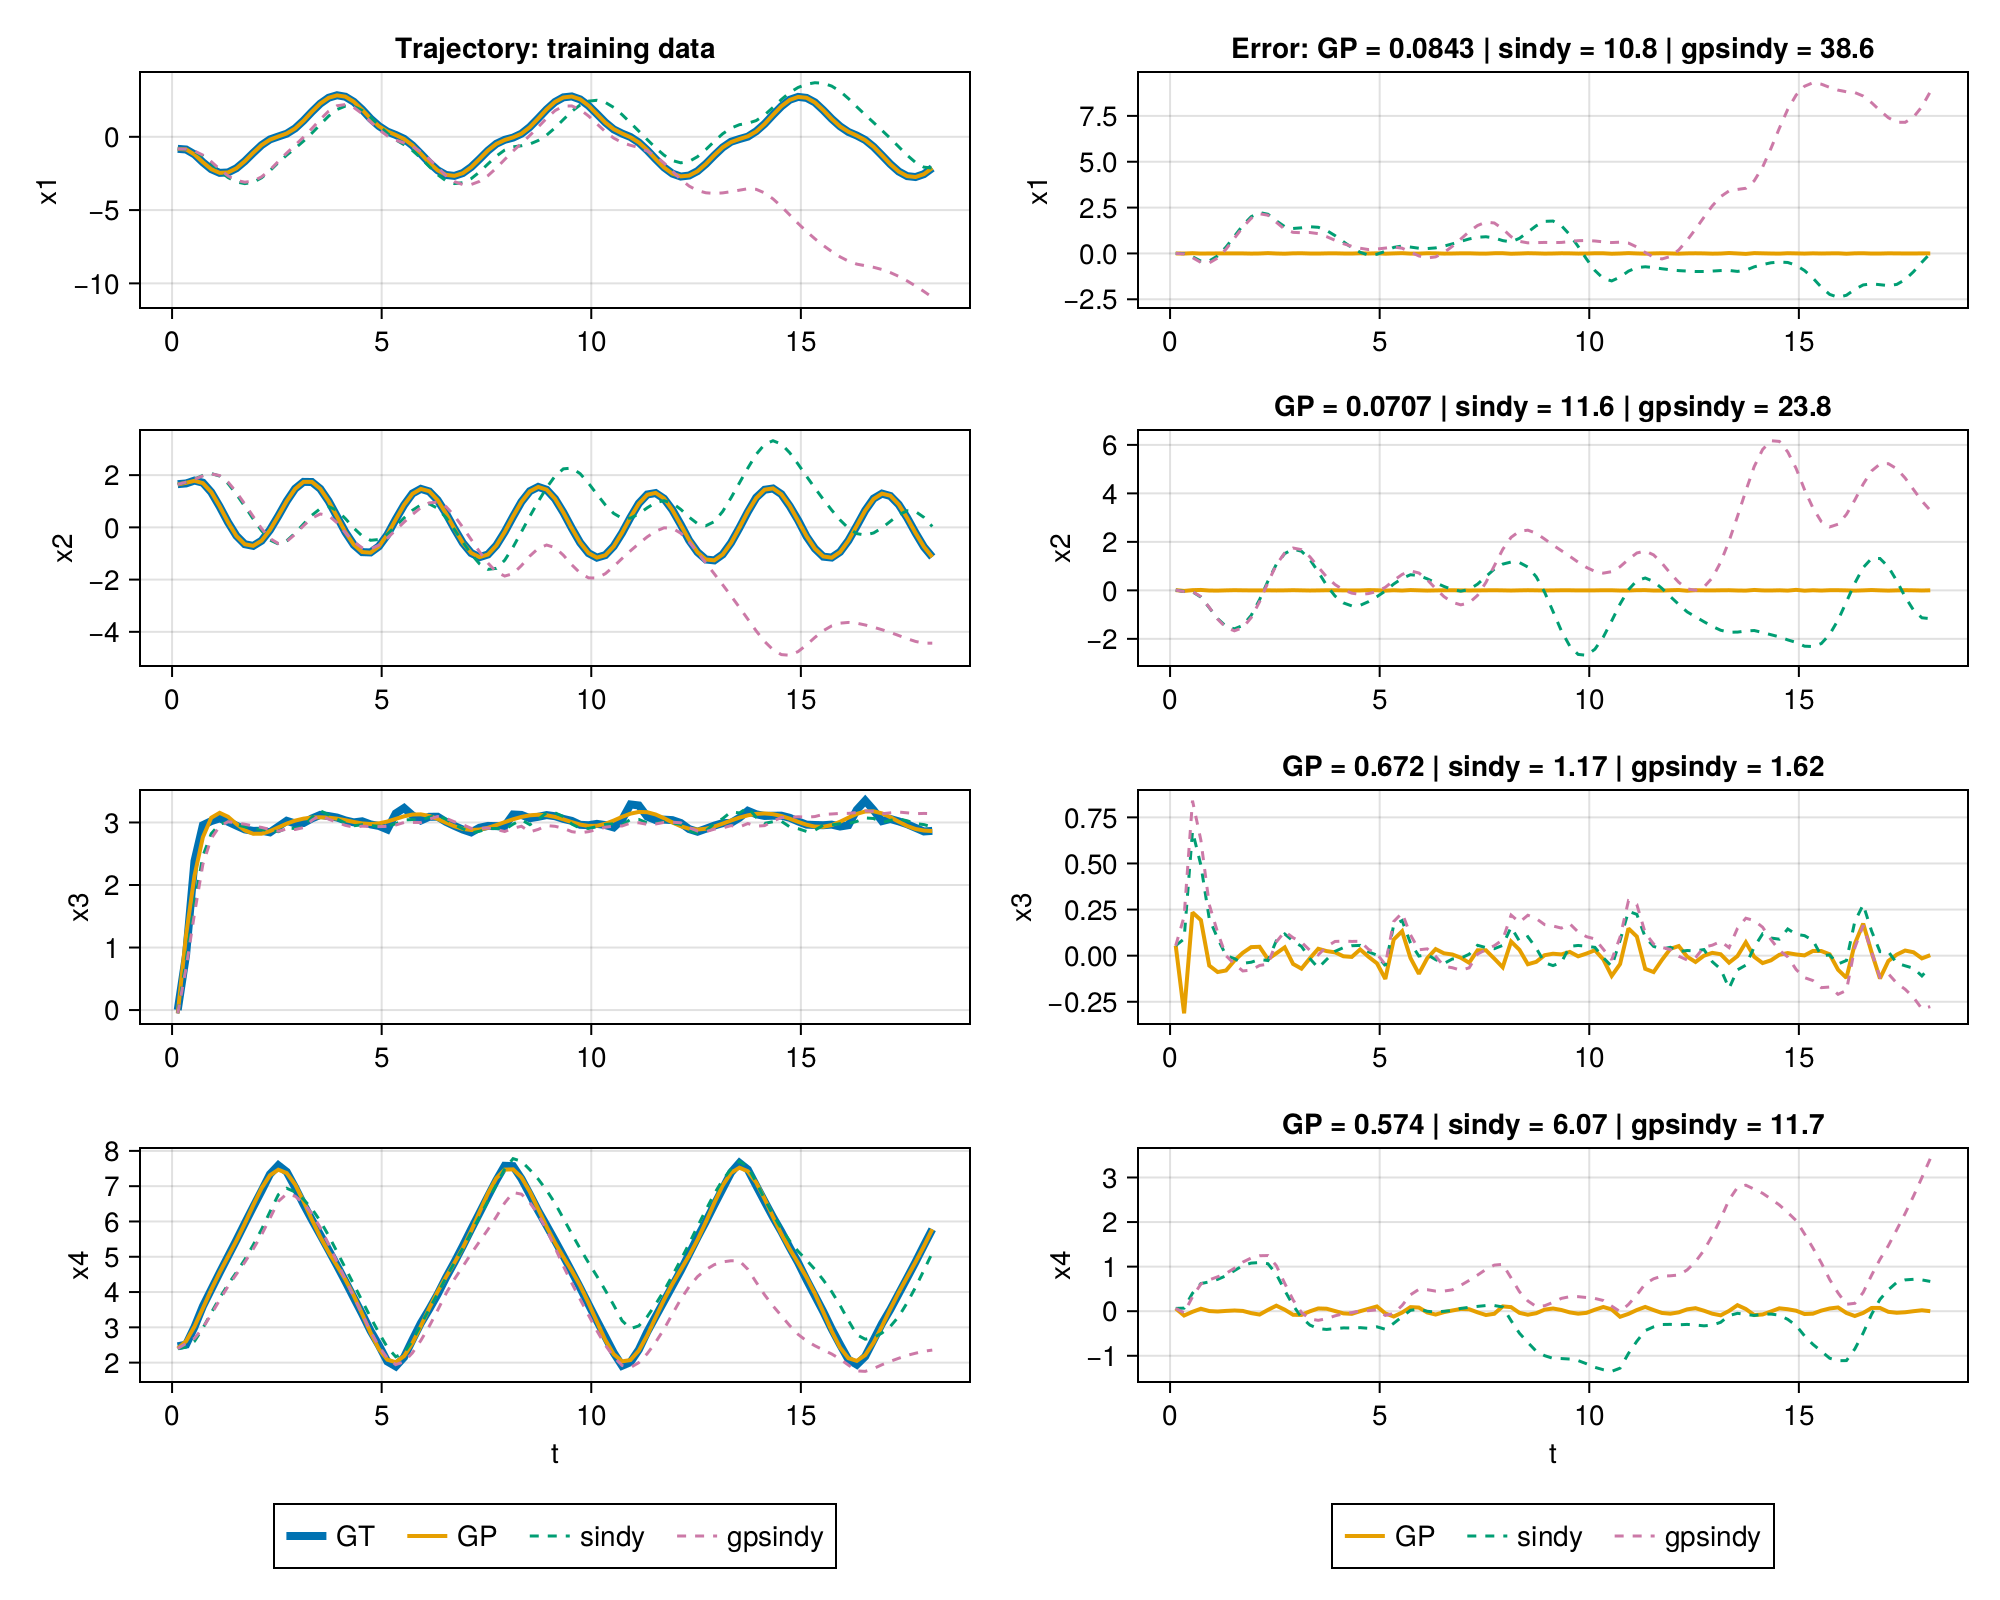 Trajectory: training data
x1
0
−5
−10
0 5 10 15
Error: GP = 0.0843 | sindy = 10.8 | gpsindy = 38.6
x1
7.5
5.0
2.5
0.0
−2.5
0 5 10 15
x2
2
0
−2
−4
0 5 10 15
GP = 0.0707 | sindy = 11.6 | gpsindy = 23.8
x2
6
4
2
0
−2
0 5 10 15
x3
3
2
1
0
0 5 10 15
GP = 0.672 | sindy = 1.17 | gpsindy = 1.62
x3
0.75
0.50
0.25
0.00
−0.25
0 5 10 15
x4
8
7
6
5
4
3
2
0 5 10 15
t
GP = 0.574 | sindy = 6.07 | gpsindy = 11.7
x4
3
2
1
0
−1
0 5 10 15
t
GT GP sindy gpsindy
GP sindy gpsindy